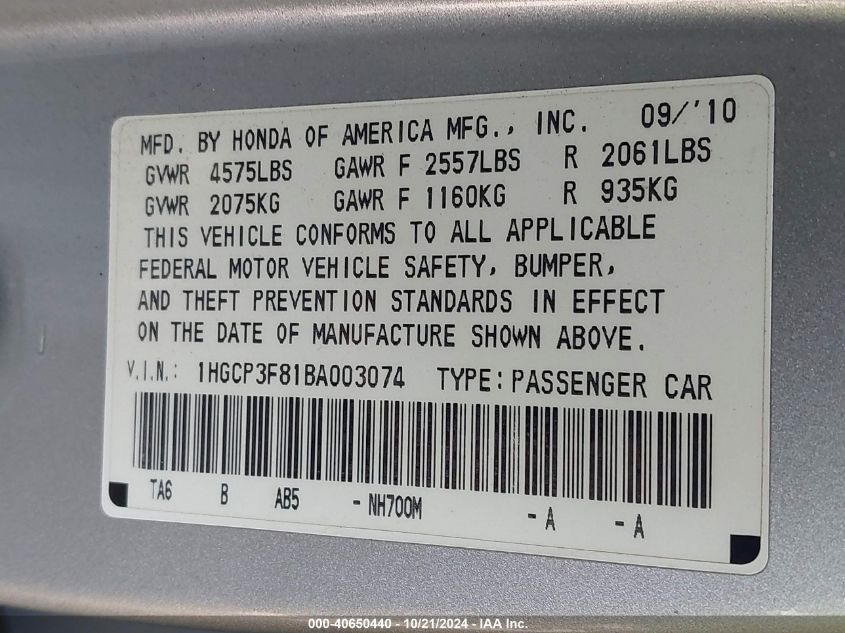 MFD. BY HONDA OF AMERICA MFG., INC. 09/'10
GVWR 4575LBS GAWR F 2557LBS R 2061LBS
GVWR 2075KG GAWR F 1160KG R 935KG
THIS VEHICLE CONFORMS TO ALL APPLICABLE
FEDERAL MOTOR VEHICLE SAFETY, BUMPER,
AND THEFT PREVENTION STANDARDS IN EFFECT
ON THE DATE OF MANUFACTURE SHOWN ABOVE.
V.I.N.: 1HGCP3F81BA003074 TYPE: PASSENGER CAR
TA6 B AB5 - NH700M - A - A
000-40650440 - 10/21/2024 - IAA Inc.